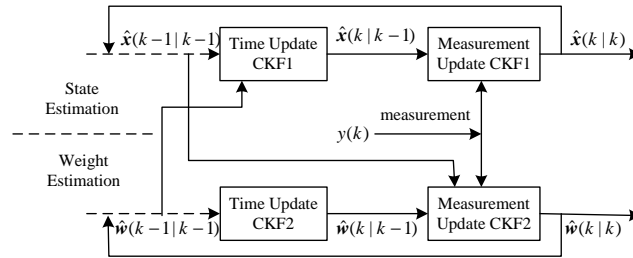 x̂(k−1|k−1)
Time Update
CKF1
x̂(k|k−1)
Measurement
Update CKF1
x̂(k|k)
State
Estimation
measurement
y(k)
Weight
Estimation
ŵ(k−1|k−1)
Time Update
CKF2
ŵ(k|k−1)
Measurement
Update CKF2
ŵ(k|k)